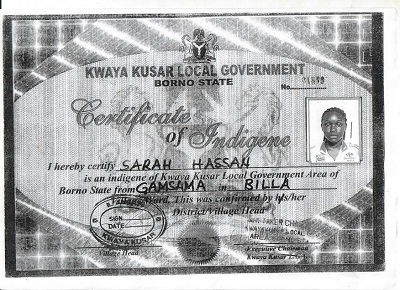 KWAYA KUSAR LOCAL GOVERNMENT
BORNO STATE
No.
Certificate
of Indigene
I hereby certify SARAH HASSAN
is an indigene of Kwaya Kusar Local Government Area of
Borno State from GAMSAMA in BILLA
Ward. This was confirmed by his/her
District/Village Head
SIGN
DATE
KWAYA KUSAR
Village Head
Executive Chairman
Kwaya Kusar L.G.A